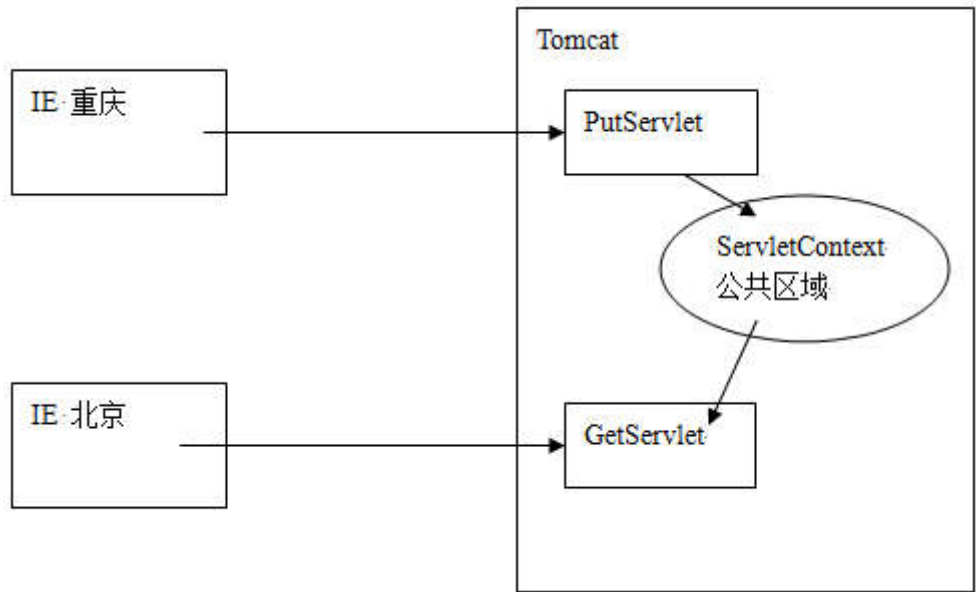 Tomcat
IE 重庆
PutServlet
ServletContext
公共区域
IE 北京
GetServlet